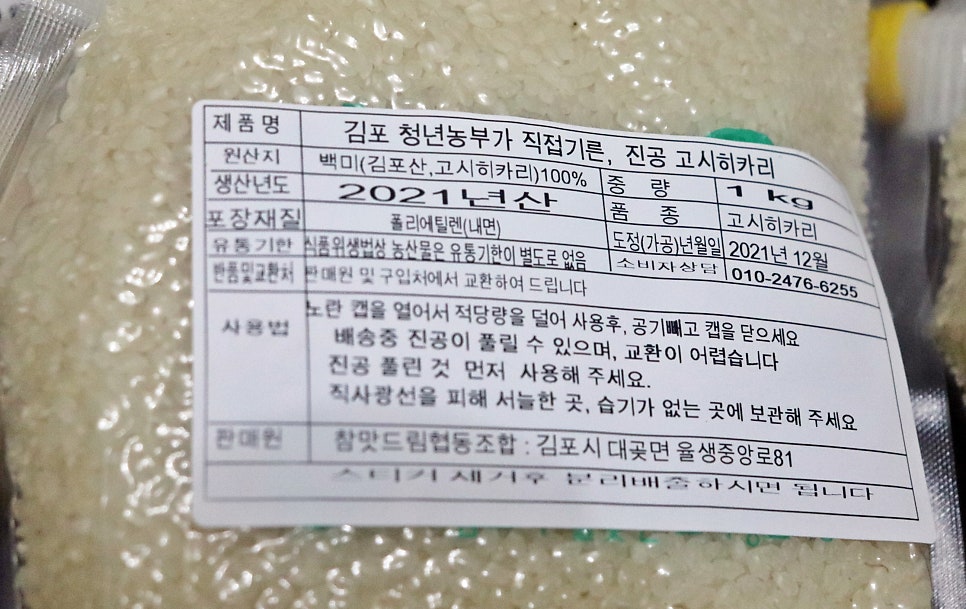 제품명 김포 청년농부가 직접기른, 진공 고시히카리
원산지 백미(김포산,고시히카리)100% 중 량 1 kg
생산년도 2021년산 품 종 고시히카리
포장재질 폴리에틸렌(내면) 도정(가공)년월일 2021년 12월
유통기한 식품위생법상 농산물은 유통기한이 별도로 없음 소비자상담 010-2476-6255
반품및교환처 판매원 및 구입처에서 교환하여 드립니다
사용법 노란 캡을 열어서 적당량을 덜어 사용후, 공기빼고 캡을 닫으세요
배송중 진공이 풀릴 수 있으며, 교환이 어렵습니다
진공 풀린 것 먼저 사용해 주세요.
직사광선을 피해 서늘한 곳, 습기가 없는 곳에 보관해 주세요
판매원 참맛드림협동조합 : 김포시 대곶면 율생중앙로81
스티커 제거후 분리배출하시면 됩니다